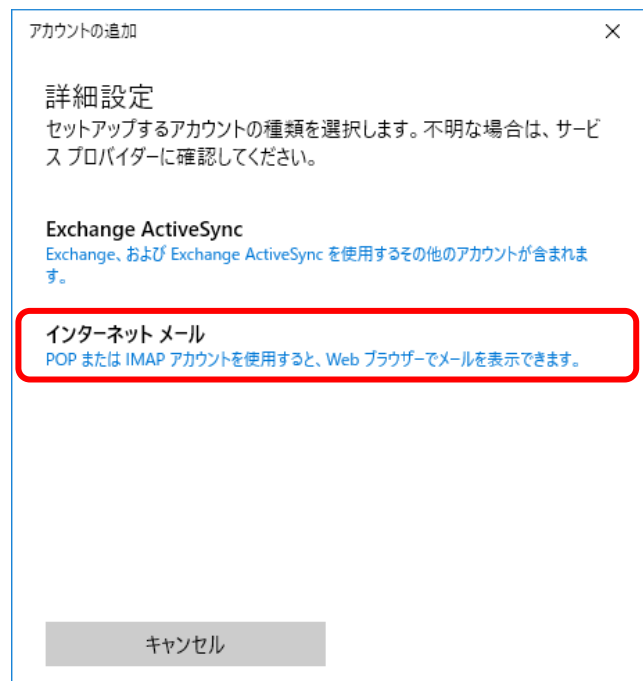 アカウントの追加
詳細設定
セットアップするアカウントの種類を選択します。不明な場合は、サービ
ス プロバイダーに確認してください。
Exchange ActiveSync
Exchange、および Exchange ActiveSync を使用するその他のアカウントが含まれま
す。
インターネット メール
POP または IMAP アカウントを使用すると、Web ブラウザーでメールを表示できます。
キャンセル